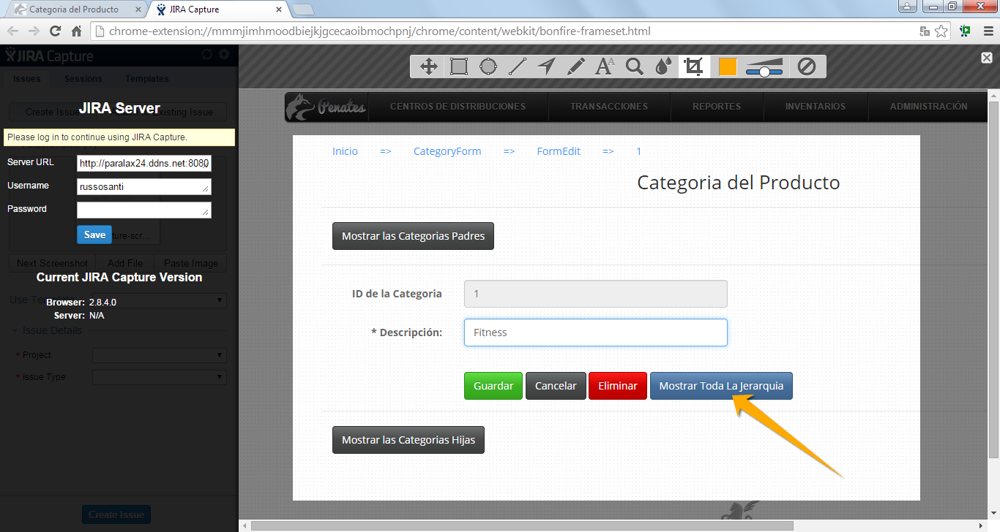 Categoria del Producto
JIRA Capture
chrome-extension://mmmjimhmoodbiejkjgcecaoibmochpnj/chrome/content/webkit/bonfire-frameset.html
JIRA Capture
Issues Sessions Templates
JIRA Server
Create Issue Existing Issue
Please log in to continue using JIRA Capture.
Server URL http://paralax24.ddns.net:8080
Username russosanti
Password
Save
Next Screenshot Add File Paste Image
Current JIRA Capture Version
Browser: 2.8.4.0
Server: N/A
Issue Details
* Project
* Issue Type
Create Issue
Penates CENTROS DE DISTRIBUCIONES TRANSACCIONES REPORTES INVENTARIOS ADMINISTRACIÓN
Inicio => CategoryForm => FormEdit => 1
Categoria del Producto
Mostrar las Categorias Padres
ID de la Categoria 1
* Descripción: Fitness
Guardar Cancelar Eliminar Mostrar Toda La Jerarquia
Mostrar las Categorias Hijas